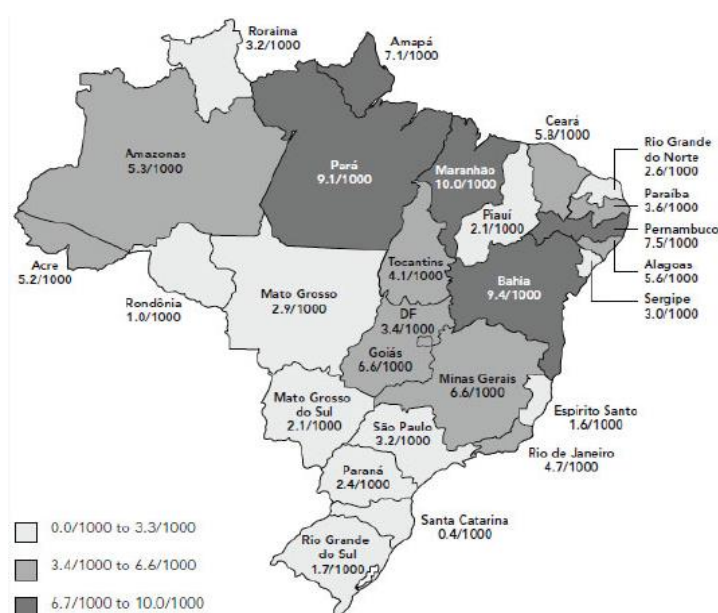 Roraima
3.2/1000
Amapá
7.1/1000
Ceará
5.8/1000
Rio Grande
do Norte
2.6/1000
Amazonas
5.3/1000
Pará
9.1/1000
Maranhão
10.0/1000
Piauí
2.1/1000
Paraíba
3.6/1000
Pernambuco
7.5/1000
Alagoas
5.6/1000
Sergipe
3.0/1000
Acre
5.2/1000
Rondônia
1.0/1000
Tocantins
4.1/1000
Mato Grosso
2.9/1000
Bahia
9.4/1000
DF
3.4/1000
Goiás
6.6/1000
Minas Gerais
6.6/1000
Mato Grosso
do Sul
2.1/1000
Espírito Santo
1.6/1000
São Paulo
3.2/1000
Rio de Janeiro
4.7/1000
Paraná
2.4/1000
Santa Catarina
0.4/1000
Rio Grande
do Sul
1.7/1000
0.0/1000 to 3.3/1000
3.4/1000 to 6.6/1000
6.7/1000 to 10.0/1000